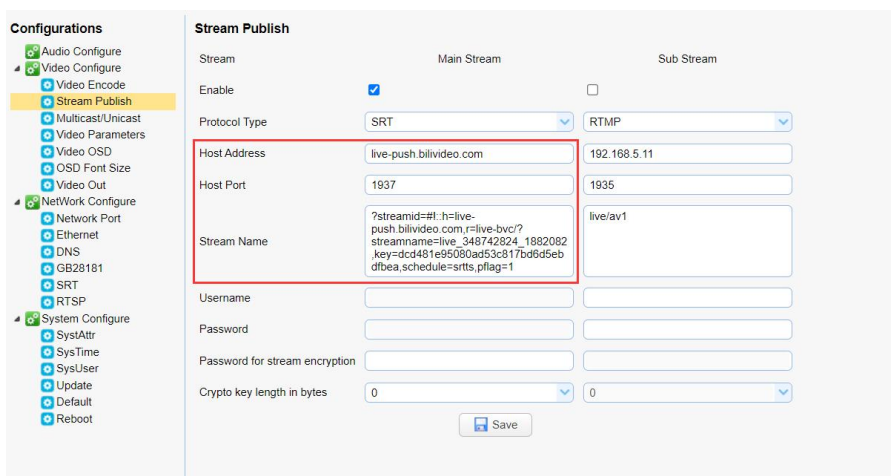 Configurations
Audio Configure
Video Configure
Video Encode
Stream Publish
Multicast/Unicast
Video Parameters
Video OSD
OSD Font Size
Video Out
NetWork Configure
Network Port
Ethernet
DNS
GB28181
SRT
RTSP
System Configure
SystAttr
SysTime
SysUser
Update
Default
Reboot
Stream Publish
Stream Main Stream Sub Stream
Enable
Protocol Type SRT RTMP
Host Address live-push.bilivideo.com 192.168.5.11
Host Port 1937 1935
Stream Name
?streamid=#!::h=live-
push.bilivideo.com,r=live-bvc/?
streamname=live_348742824_1882082
,key=dcd481e95080ad53c817bd6d5eb
dfbea,schedule=srtts,pflag=1
live/av1
Username
Password
Password for stream encryption
Crypto key length in bytes 0 0
Save